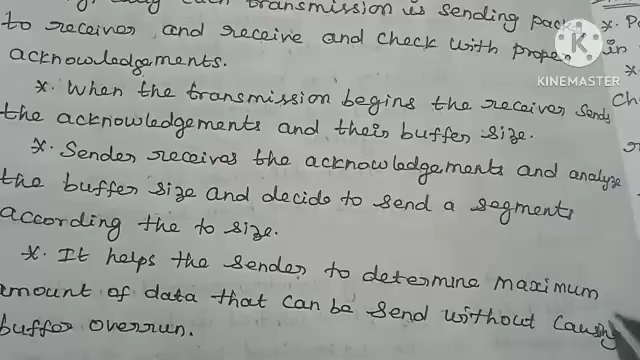 each transmission is sending pack
to receiver and receive and check with proper in
acknowledgements.
*. When the transmission begins the receiver sends
the acknowledgements and their buffer size.
*. Sender receives the acknowledgements and analyze
the buffer size and decide to send a segments
according the to size.
*. It helps the sender to determine maximum
amount of data that can be send without causing
buffer overrun.
KINEMASTER